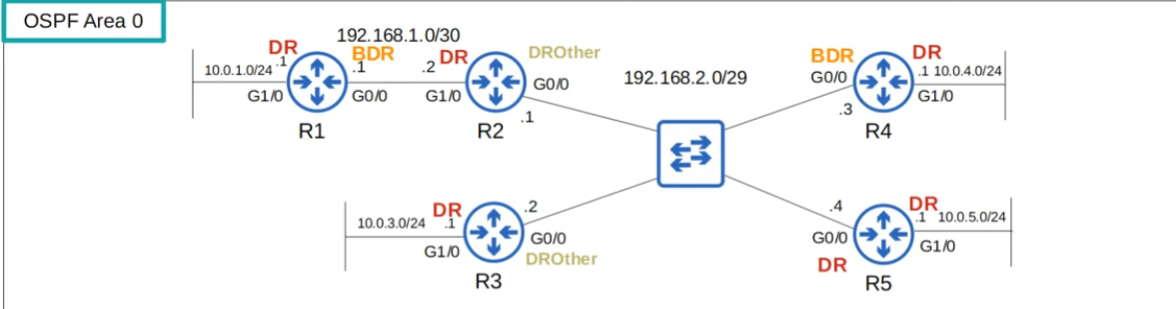 OSPF Area 0
192.168.1.0/30
DR
BDR
DR
DROther
BDR
DR
10.0.1.0/24
.1
.1
.2
G0/0
192.168.2.0/29
G0/0
.1
10.0.4.0/24
G1/0
G0/0
G1/0
G1/0
.1
.3
R1
R2
R4
DR
.2
.4
DR
10.0.3.0/24
.1
.1
10.0.5.0/24
G1/0
G0/0
G0/0
G1/0
DROther
DR
R3
R5